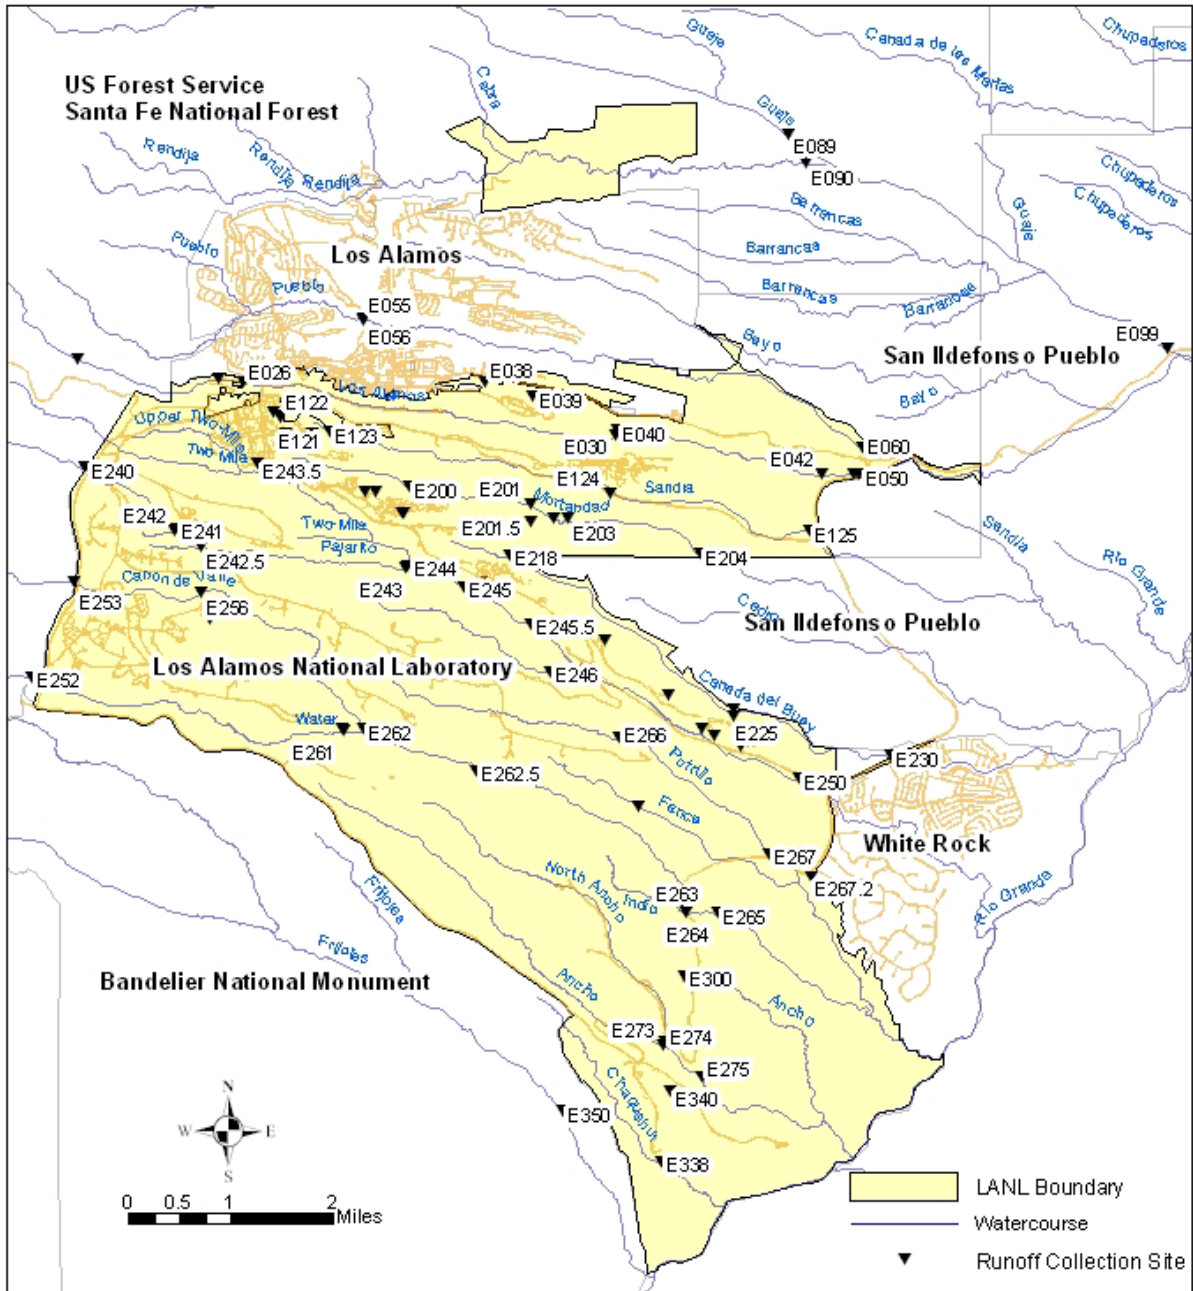 Guaje
Canada de las Marias
Chupaderos
US Forest Service
Santa Fe National Forest
Cabra
Guaje
E089
E090
Rendija
Rendija
Rendija
Chupaderos
Chupaderos
Guaje
Barrancas
Barrancas
Barrancas
Barrancas
Pueblo
Los Alamos
Pueblo
E055
E056
Bayo
E099
San Ildefonso Pueblo
Bayo
E026
E038
Los Alamos
E039
E122
Upper Two-Mile
E121
E123
E030
E040
E060
Two-Mile
E240
E243.5
E042
E050
E124
E200
E201
Sandia
Mortandad
Sandia
E242
E241
Two-Mile
E201.5
E203
E125
Pajarito
E242.5
E218
E204
Rio Grande
Canon de Valle
E244
E243
E245
E253
E256
Cedro
San Ildefonso Pueblo
E245.5
Los Alamos National Laboratory
E246
E252
Canada del Buey
Water
E262
E266
E225
E261
Potrillo
E230
E262.5
E250
Fence
White Rock
E267
North Ancho
E267.2
Indio
E263
Frijoles
E265
E264
Rio Grande
Frijoles
Bandelier National Monument
E300
Ancho
Ancho
E273
E274
E275
Chaquehui
E340
E350
E338
N
W
E
S
0 0.5 1 2
Miles
LANL Boundary
Watercourse
Runoff Collection Site